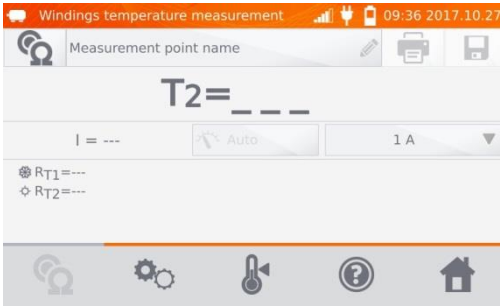 Windings temperature measurement 09:36 2017.10.27
Measurement point name
T2=_ _ _
I = --- Auto 1 A
RT1=---
RT2=---